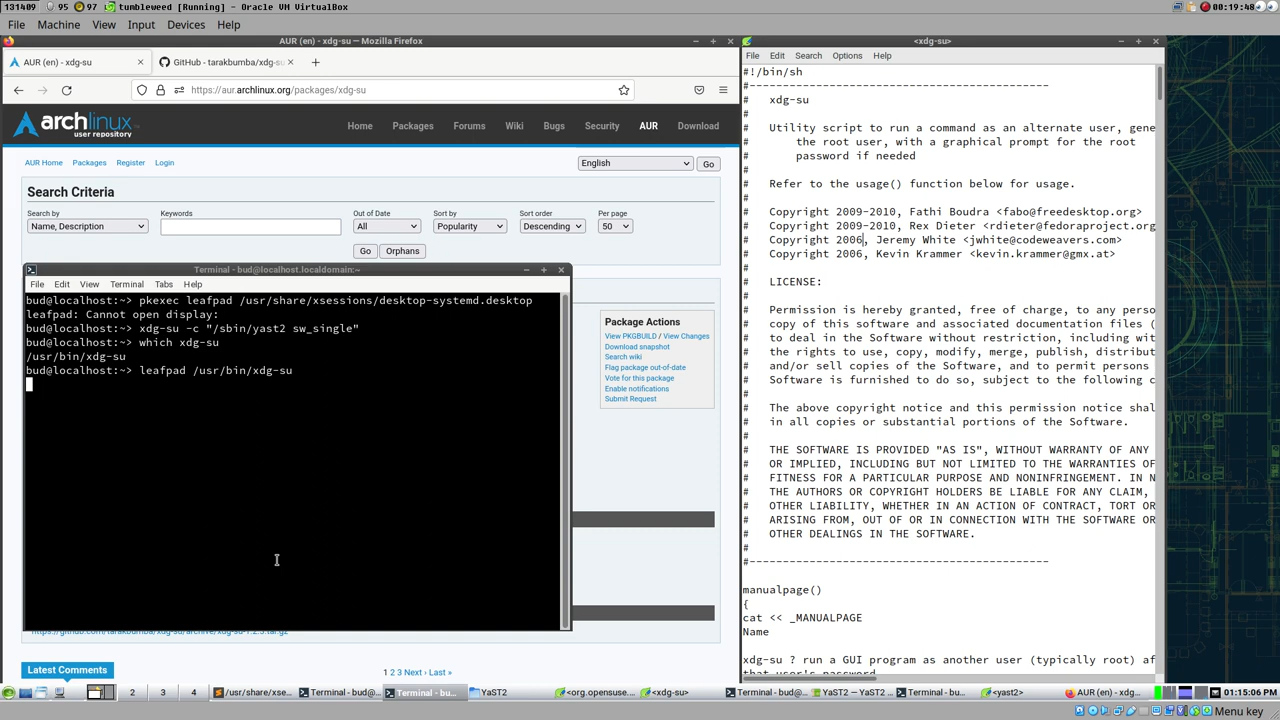 131409 95 97 tumbleweed [Running] - Oracle VM VirtualBox 00:19:48
File Machine View Input Devices Help
AUR (en) - xdg-su — Mozilla Firefox
AUR (en) - xdg-su
GitHub - tarakbumba/xdg-su
https://aur.archlinux.org/packages/xdg-su
archlinux
user repository
Home Packages Forums Wiki Bugs Security AUR Download
AUR Home Packages Register Login
English Go
Search Criteria
Search by Keywords Out of Date Sort by Sort order Per page
Name, Description All Popularity Descending 50
Go Orphans
Terminal - bud@localhost.localdomain:~
File Edit View Terminal Tabs Help
bud@localhost:~> pkexec leafpad /usr/share/xsessions/desktop-systemd.desktop
leafpad: Cannot open display:
bud@localhost:~> xdg-su -c "/sbin/yast2 sw_single"
bud@localhost:~> which xdg-su
/usr/bin/xdg-su
bud@localhost:~> leafpad /usr/bin/xdg-su
Package Actions
View PKGBUILD / View Changes
Download snapshot
Search wiki
Flag package out-of-date
Vote for this package
Enable notifications
Submit Request
Latest Comments
1 2 3 Next › Last »
<xdg-su>
File Edit Search Options Help
#!/bin/sh
#---------------------------------------------
# xdg-su
#
# Utility script to run a command as an alternate user, gene
# the root user, with a graphical prompt for the root
# password if needed
#
# Refer to the usage() function below for usage.
#
# Copyright 2009-2010, Fathi Boudra <fabo@freedesktop.org>
# Copyright 2009-2010, Rex Dieter <rdieter@fedoraproject.org
# Copyright 2006, Jeremy White <jwhite@codeweavers.com>
# Copyright 2006, Kevin Krammer <kevin.krammer@gmx.at>
#
# LICENSE:
#
# Permission is hereby granted, free of charge, to any perso
# copy of this software and associated documentation files (
# to deal in the Software without restriction, including wit
# the rights to use, copy, modify, merge, publish, distribut
# and/or sell copies of the Software, and to permit persons
# Software is furnished to do so, subject to the following c
#
# The above copyright notice and this permission notice shal
# in all copies or substantial portions of the Software.
#
# THE SOFTWARE IS PROVIDED "AS IS", WITHOUT WARRANTY OF ANY
# OR IMPLIED, INCLUDING BUT NOT LIMITED TO THE WARRANTIES OF
# FITNESS FOR A PARTICULAR PURPOSE AND NONINFRINGEMENT. IN N
# THE AUTHORS OR COPYRIGHT HOLDERS BE LIABLE FOR ANY CLAIM,
# OTHER LIABILITY, WHETHER IN AN ACTION OF CONTRACT, TORT OR
# ARISING FROM, OUT OF OR IN CONNECTION WITH THE SOFTWARE OR
# OTHER DEALINGS IN THE SOFTWARE.
#
#---------------------------------------------
manualpage()
{
cat << _MANUALPAGE
Name
xdg-su ? run a GUI program as another user (typically root) af
2 3 4 /usr/share/xse... Terminal - bud@... Terminal - bu... YaST2 <org.opensuse... <xdg-su> Terminal - bud@... YaST2 — YaST2 ... Terminal - bud... <yast2> AUR (en) - xdg... 01:15:06 PM
Menu key